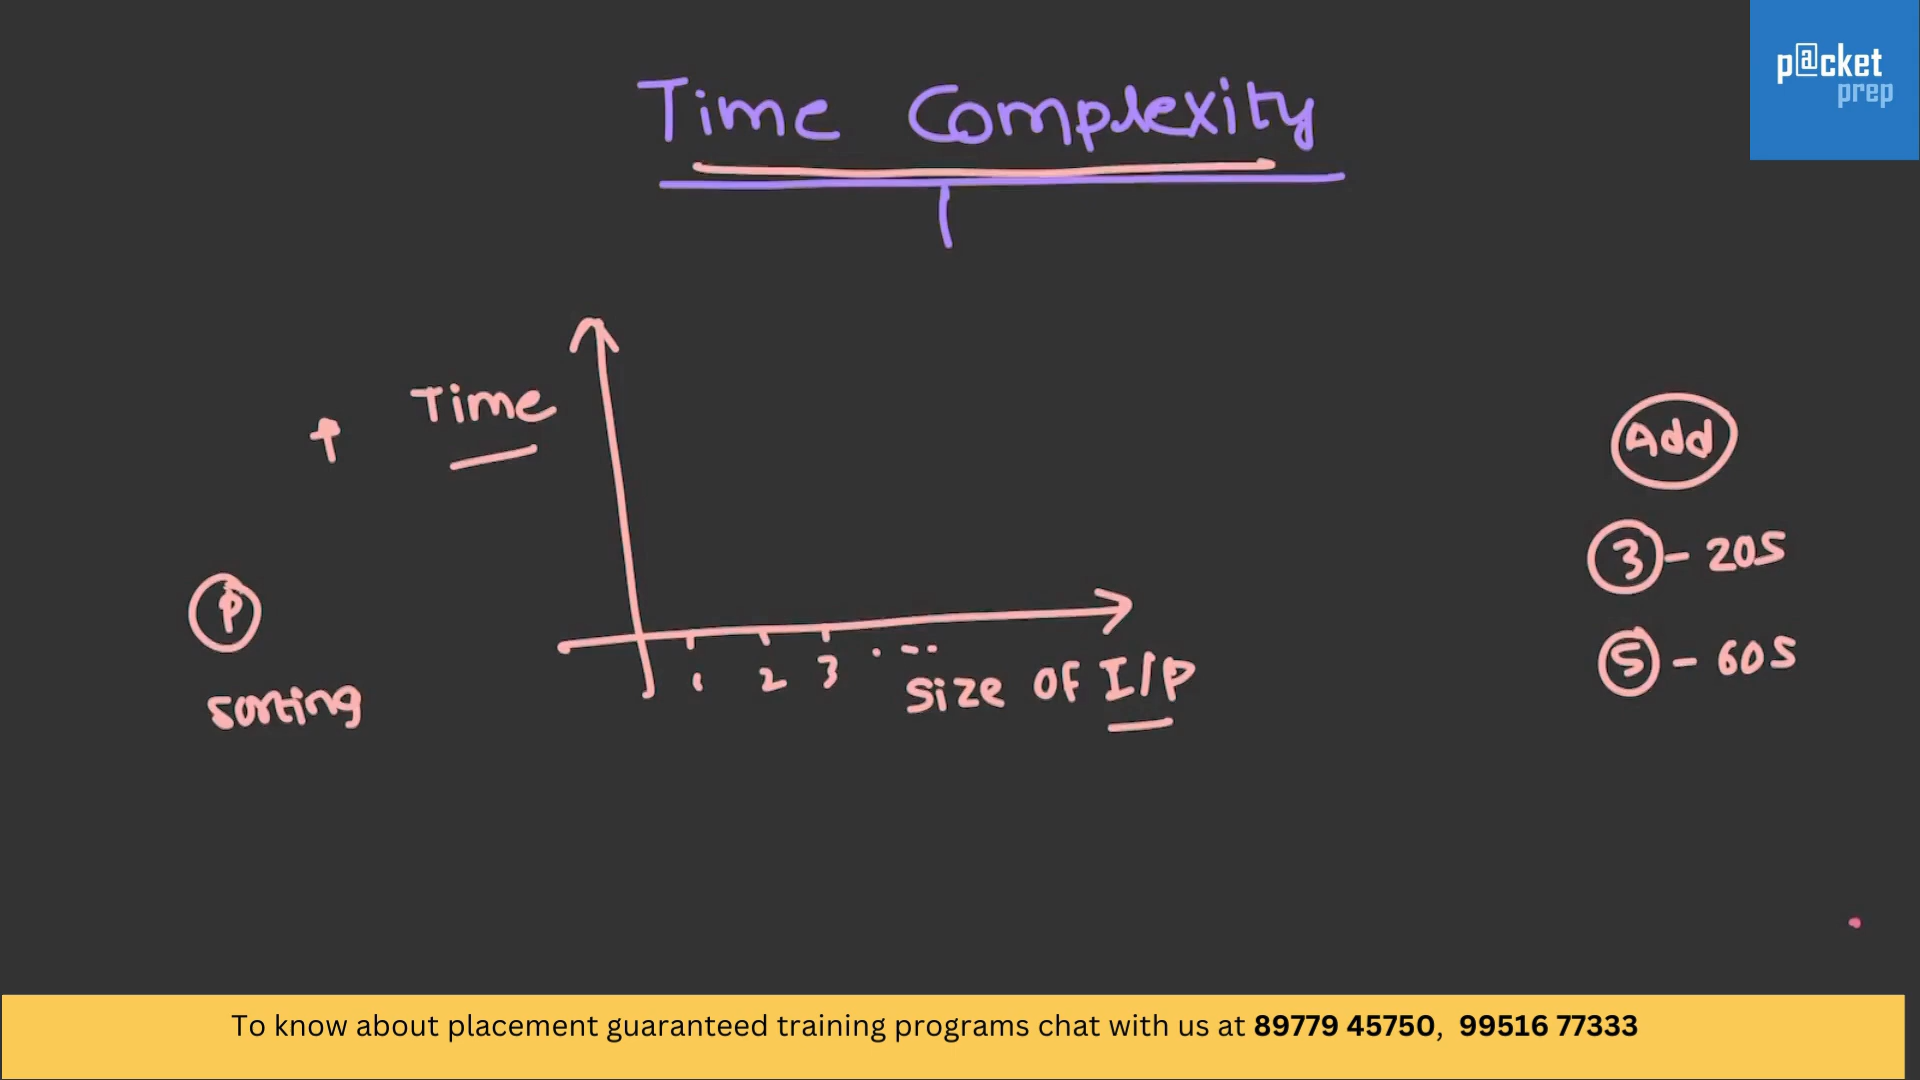 p@cket
prep
Time Complexity
Time
Add
3 - 20S
P
5 - 60S
sorting
1 2 3 . . .
Size OF I/P
To know about placement guaranteed training programs chat with us at 89779 45750, 99516 77333